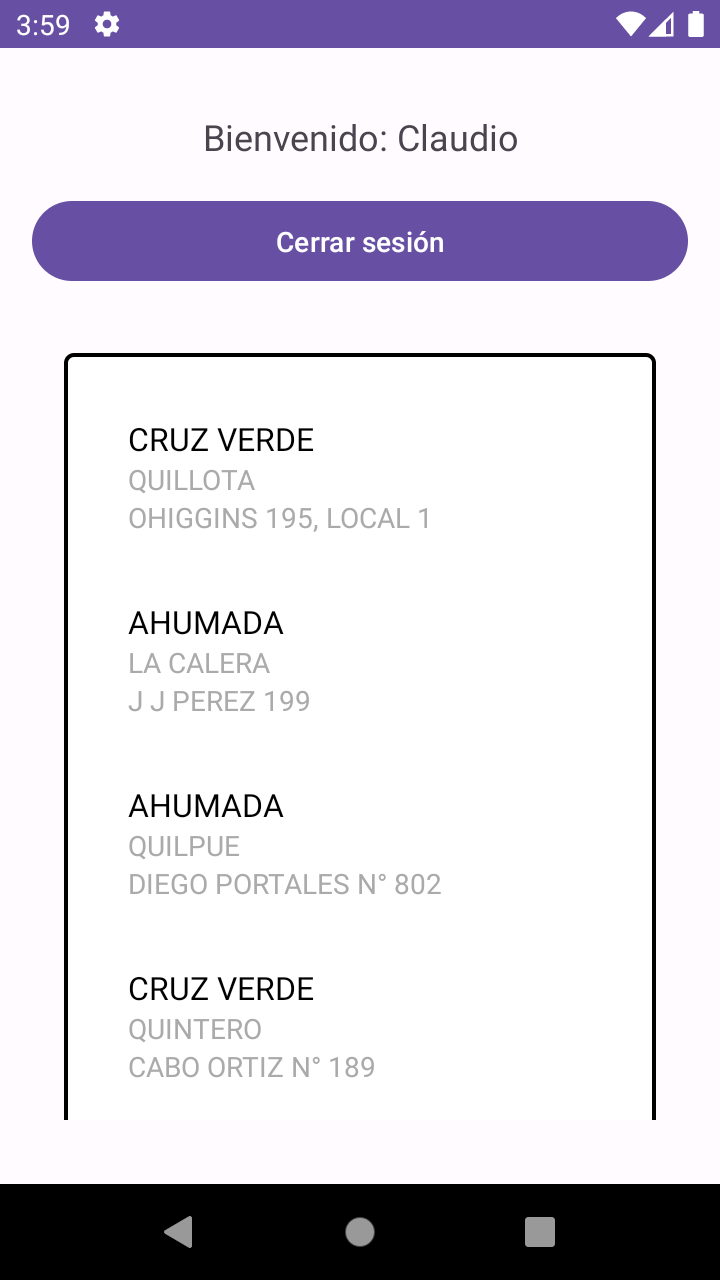 3:59
Bienvenido: Claudio
Cerrar sesión
CRUZ VERDE
QUILLOTA
OHIGGINS 195, LOCAL 1
AHUMADA
LA CALERA
J J PEREZ 199
AHUMADA
QUILPUE
DIEGO PORTALES N° 802
CRUZ VERDE
QUINTERO
CABO ORTIZ N° 189